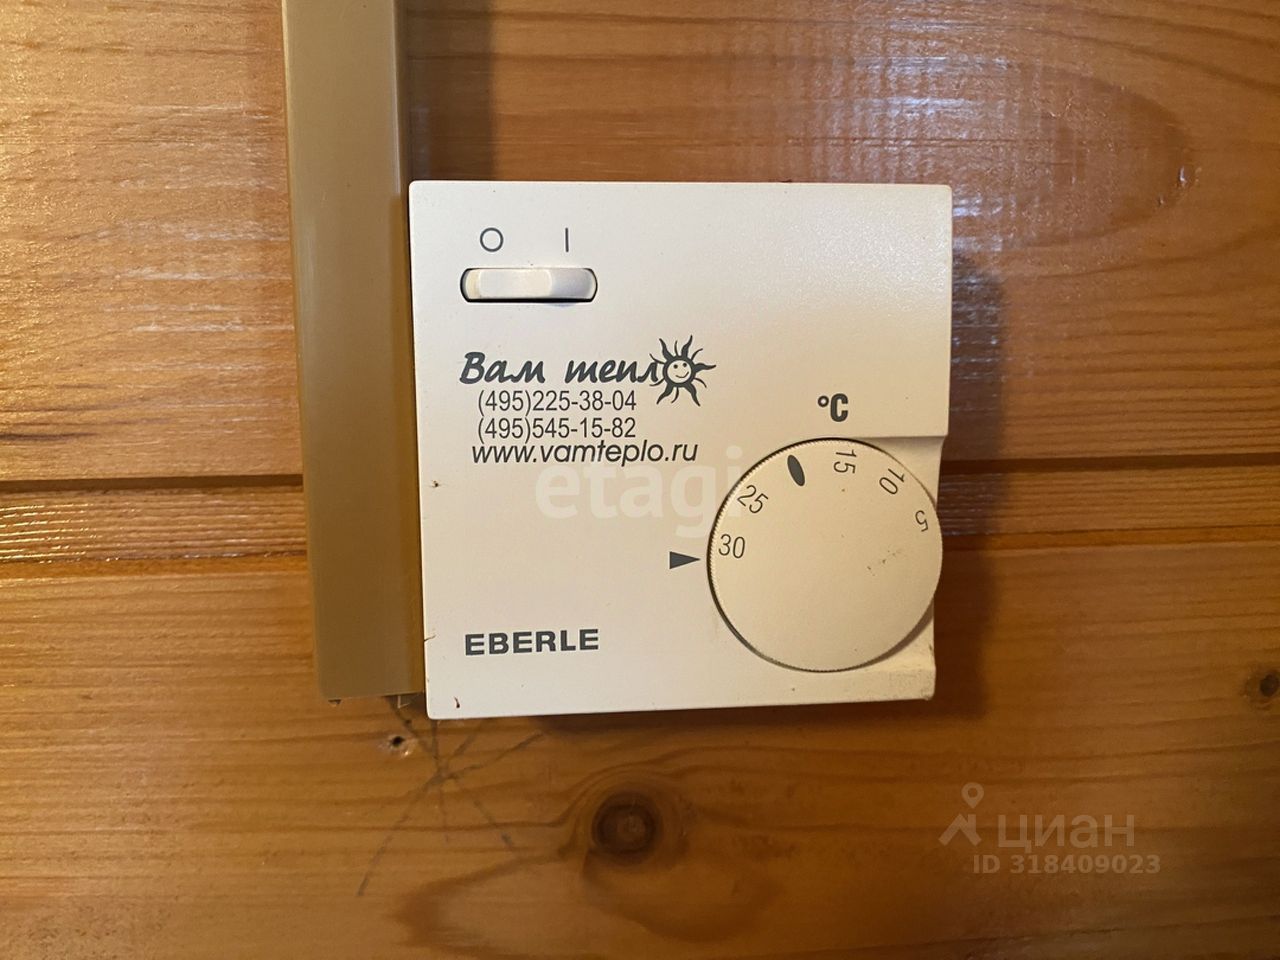 O I
Вам тепло
(495)225-38-04
(495)545-15-82
www.vamteplo.ru
etagi
°C
5
10
15
25
30
EBERLE
циан
ID 318409023